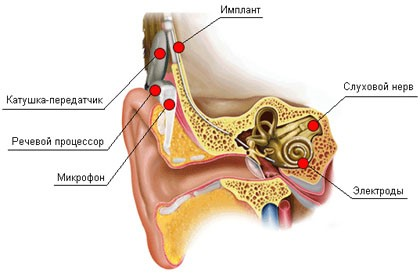 Имплант
Слуховой нерв
Катушка-передатчик
Речевой процессор
Микрофон
Электроды